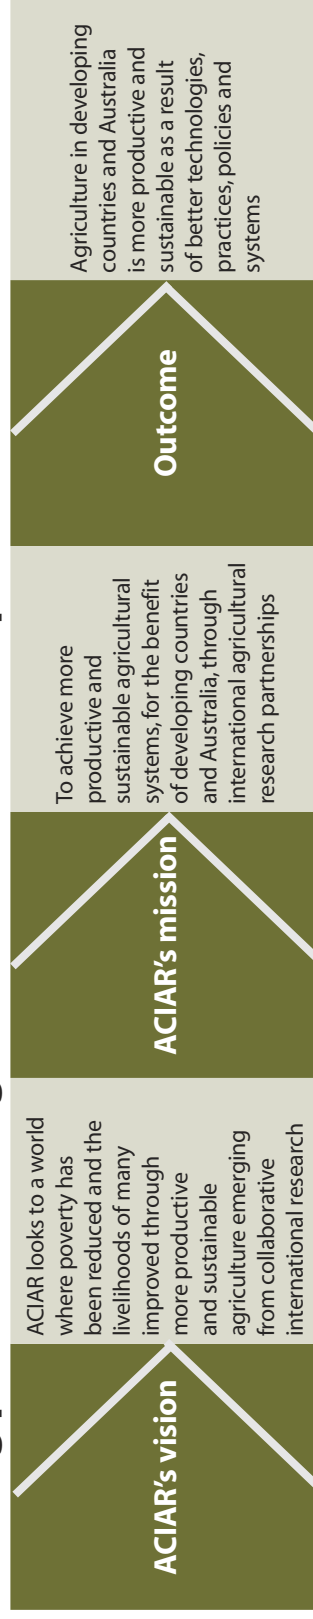 ACIAR's vision
ACIAR looks to a world
where poverty has
been reduced and the
livelihoods of many
improved through
more productive
and sustainable
agriculture emerging
from collaborative
international research
ACIAR's mission
To achieve more
productive and
sustainable agricultural
systems, for the benefit
of developing countries
and Australia, through
international agricultural
research partnerships
Outcome
Agriculture in developing
countries and Australia
is more productive and
sustainable as a result
of better technologies,
practices, policies and
systems